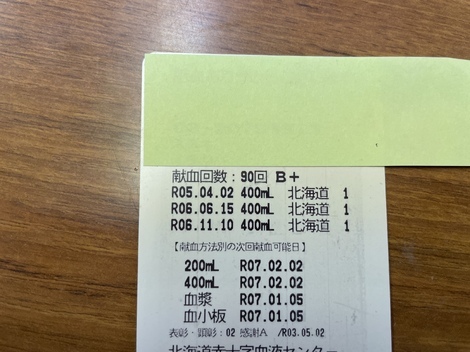 献血回数：90回 B+
R05.04.02 400mL 北海道 1
R06.06.15 400mL 北海道 1
R06.11.10 400mL 北海道 1
【献血方法別の次回献血可能日】
200mL R07.02.02
400mL R07.02.02
血漿 R07.01.05
血小板 R07.01.05
表彰・顕彰：02 感謝A /R03.05.02
北海道赤十字血液センター